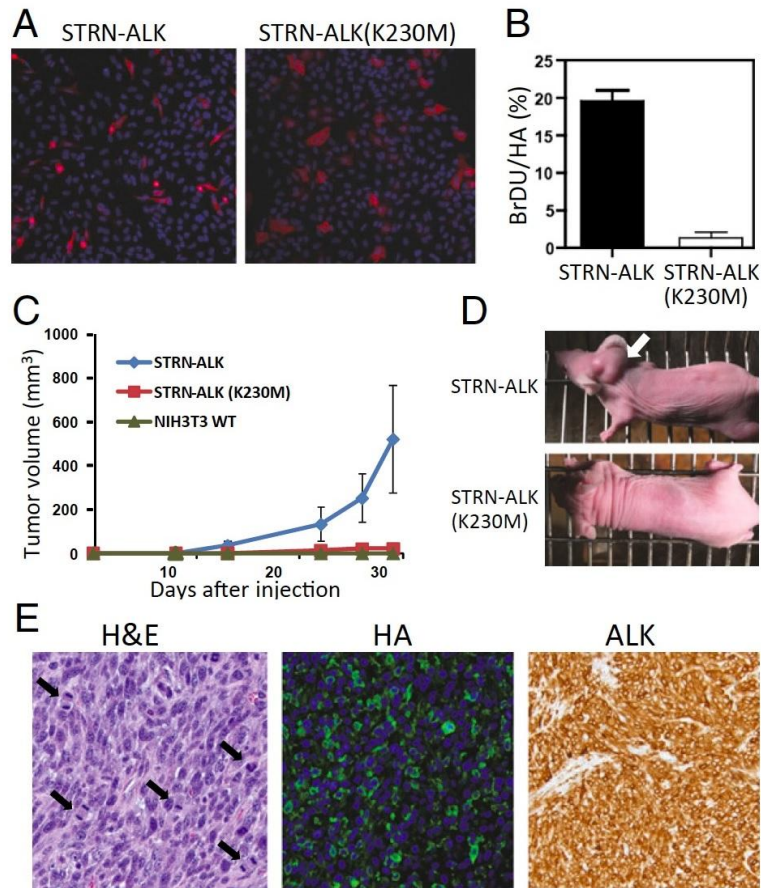 A
STRN-ALK
STRN-ALK(K230M)
B
BrDU/HA (%)
25
20
15
10
5
0
STRN-ALK
STRN-ALK
(K230M)
C
Tumor volume (mm³)
1000
800
600
400
200
0
STRN-ALK
STRN-ALK (K230M)
NIH3T3 WT
10
20
30
Days after injection
D
STRN-ALK
STRN-ALK
(K230M)
E
H&E
HA
ALK